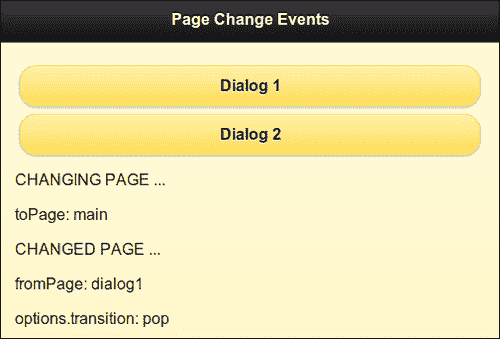 Page Change Events
Dialog 1
Dialog 2
CHANGING PAGE ...
toPage: main
CHANGED PAGE ...
fromPage: dialog1
options.transition: pop